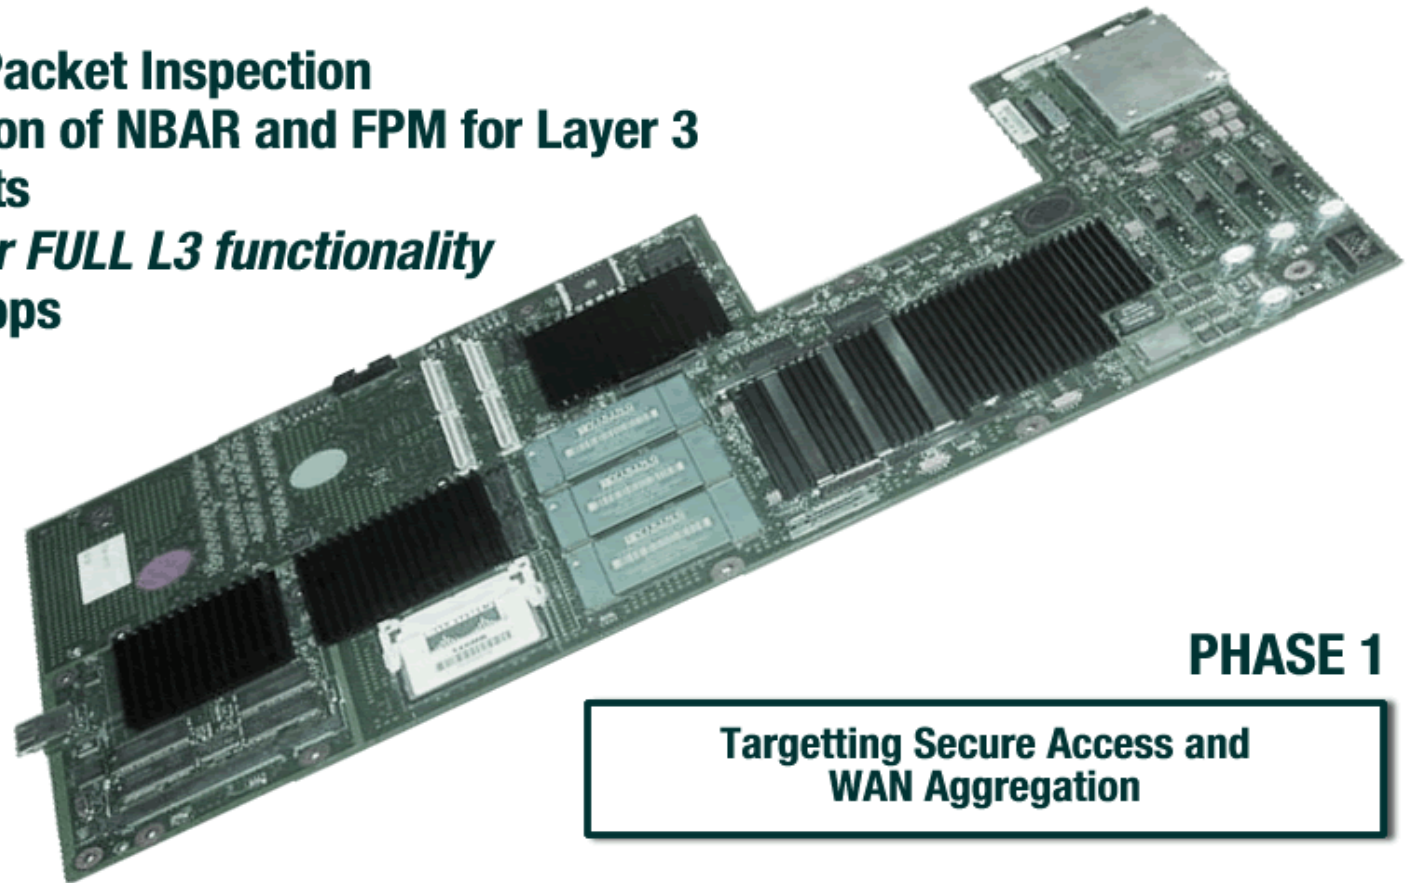 Packet Inspection
on of NBAR and FPM for Layer 3
ts
r FULL L3 functionality
ops
PHASE 1
Targetting Secure Access and
WAN Aggregation